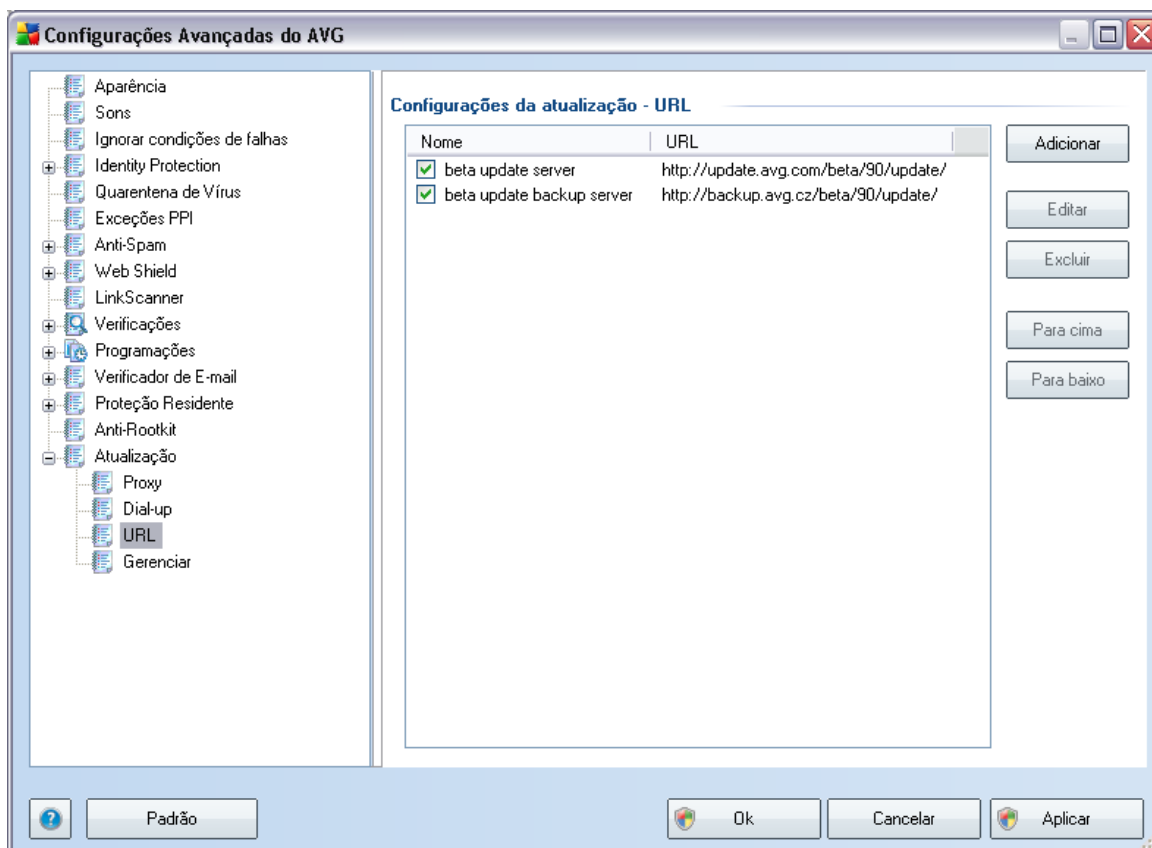 Configurações Avançadas do AVG
Aparência
Sons
Ignorar condições de falhas
Identity Protection
Quarentena de Vírus
Exceções PPI
Anti-Spam
Web Shield
LinkScanner
Verificações
Programações
Verificador de E-mail
Proteção Residente
Anti-Rootkit
Atualização
Proxy
Dial-up
URL
Gerenciar
Configurações da atualização - URL
Nome URL
beta update server http://update.avg.com/beta/90/update/
beta update backup server http://backup.avg.cz/beta/90/update/
Adicionar
Editar
Excluir
Para cima
Para baixo
Padrão Ok Cancelar Aplicar